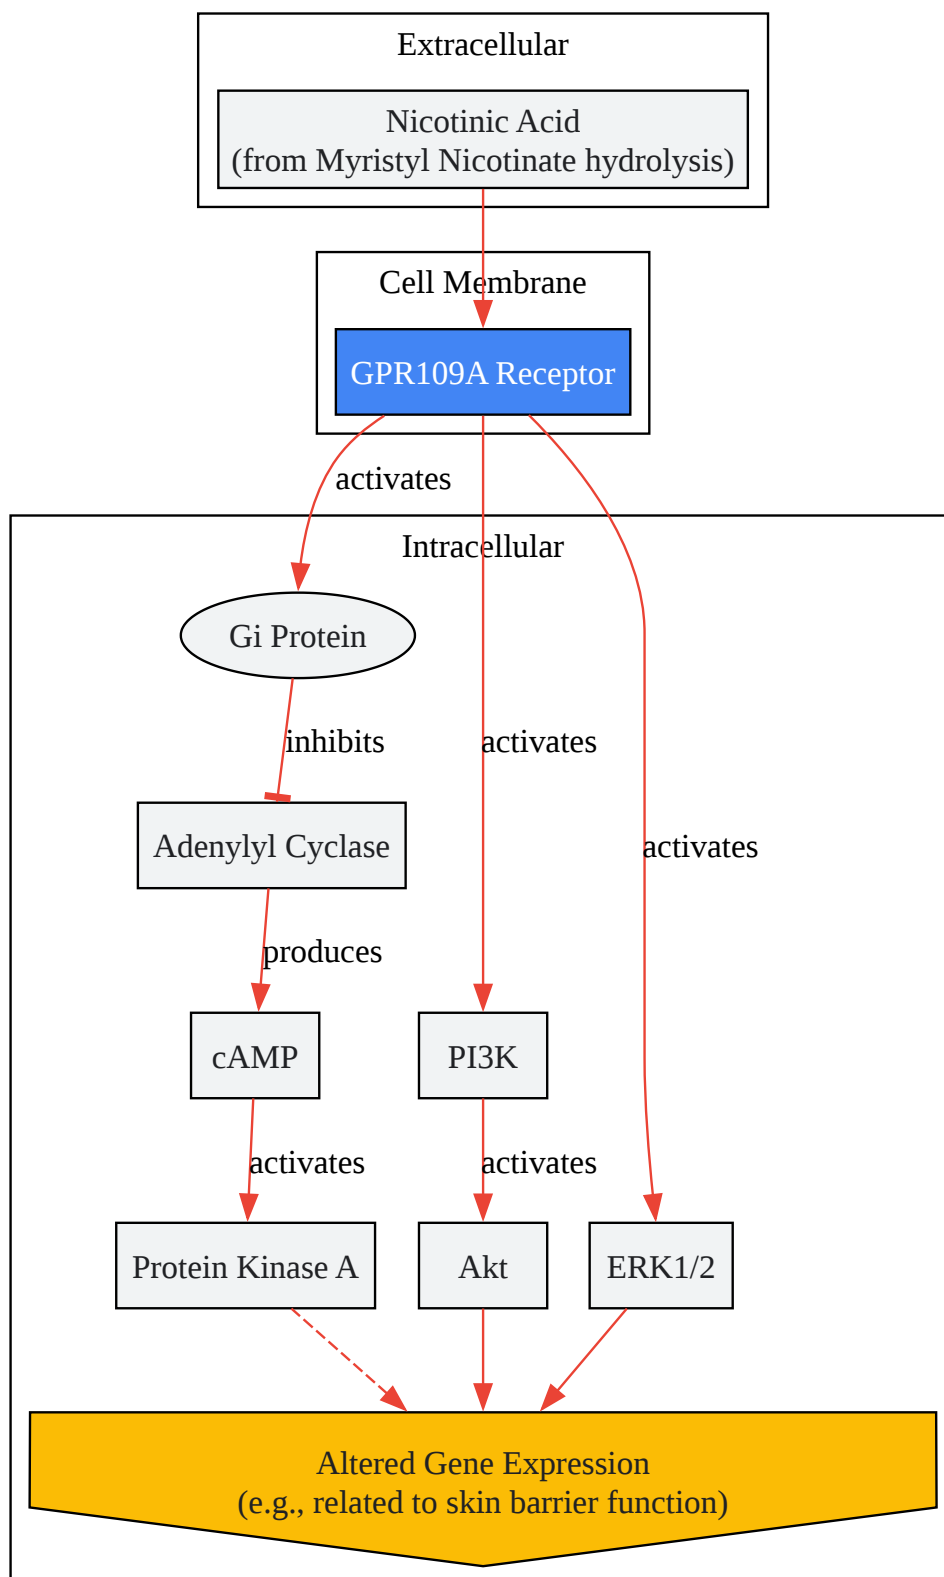 Extracellular
Nicotinic Acid
(from Myristyl Nicotinate hydrolysis)
Cell Membrane
GPR109A Receptor
activates
Intracellular
Gi Protein
inhibits
activates
Adenylyl Cyclase
activates
produces
cAMP
PI3K
activates
activates
Protein Kinase A
Akt
ERK1/2
Altered Gene Expression
(e.g., related to skin barrier function)